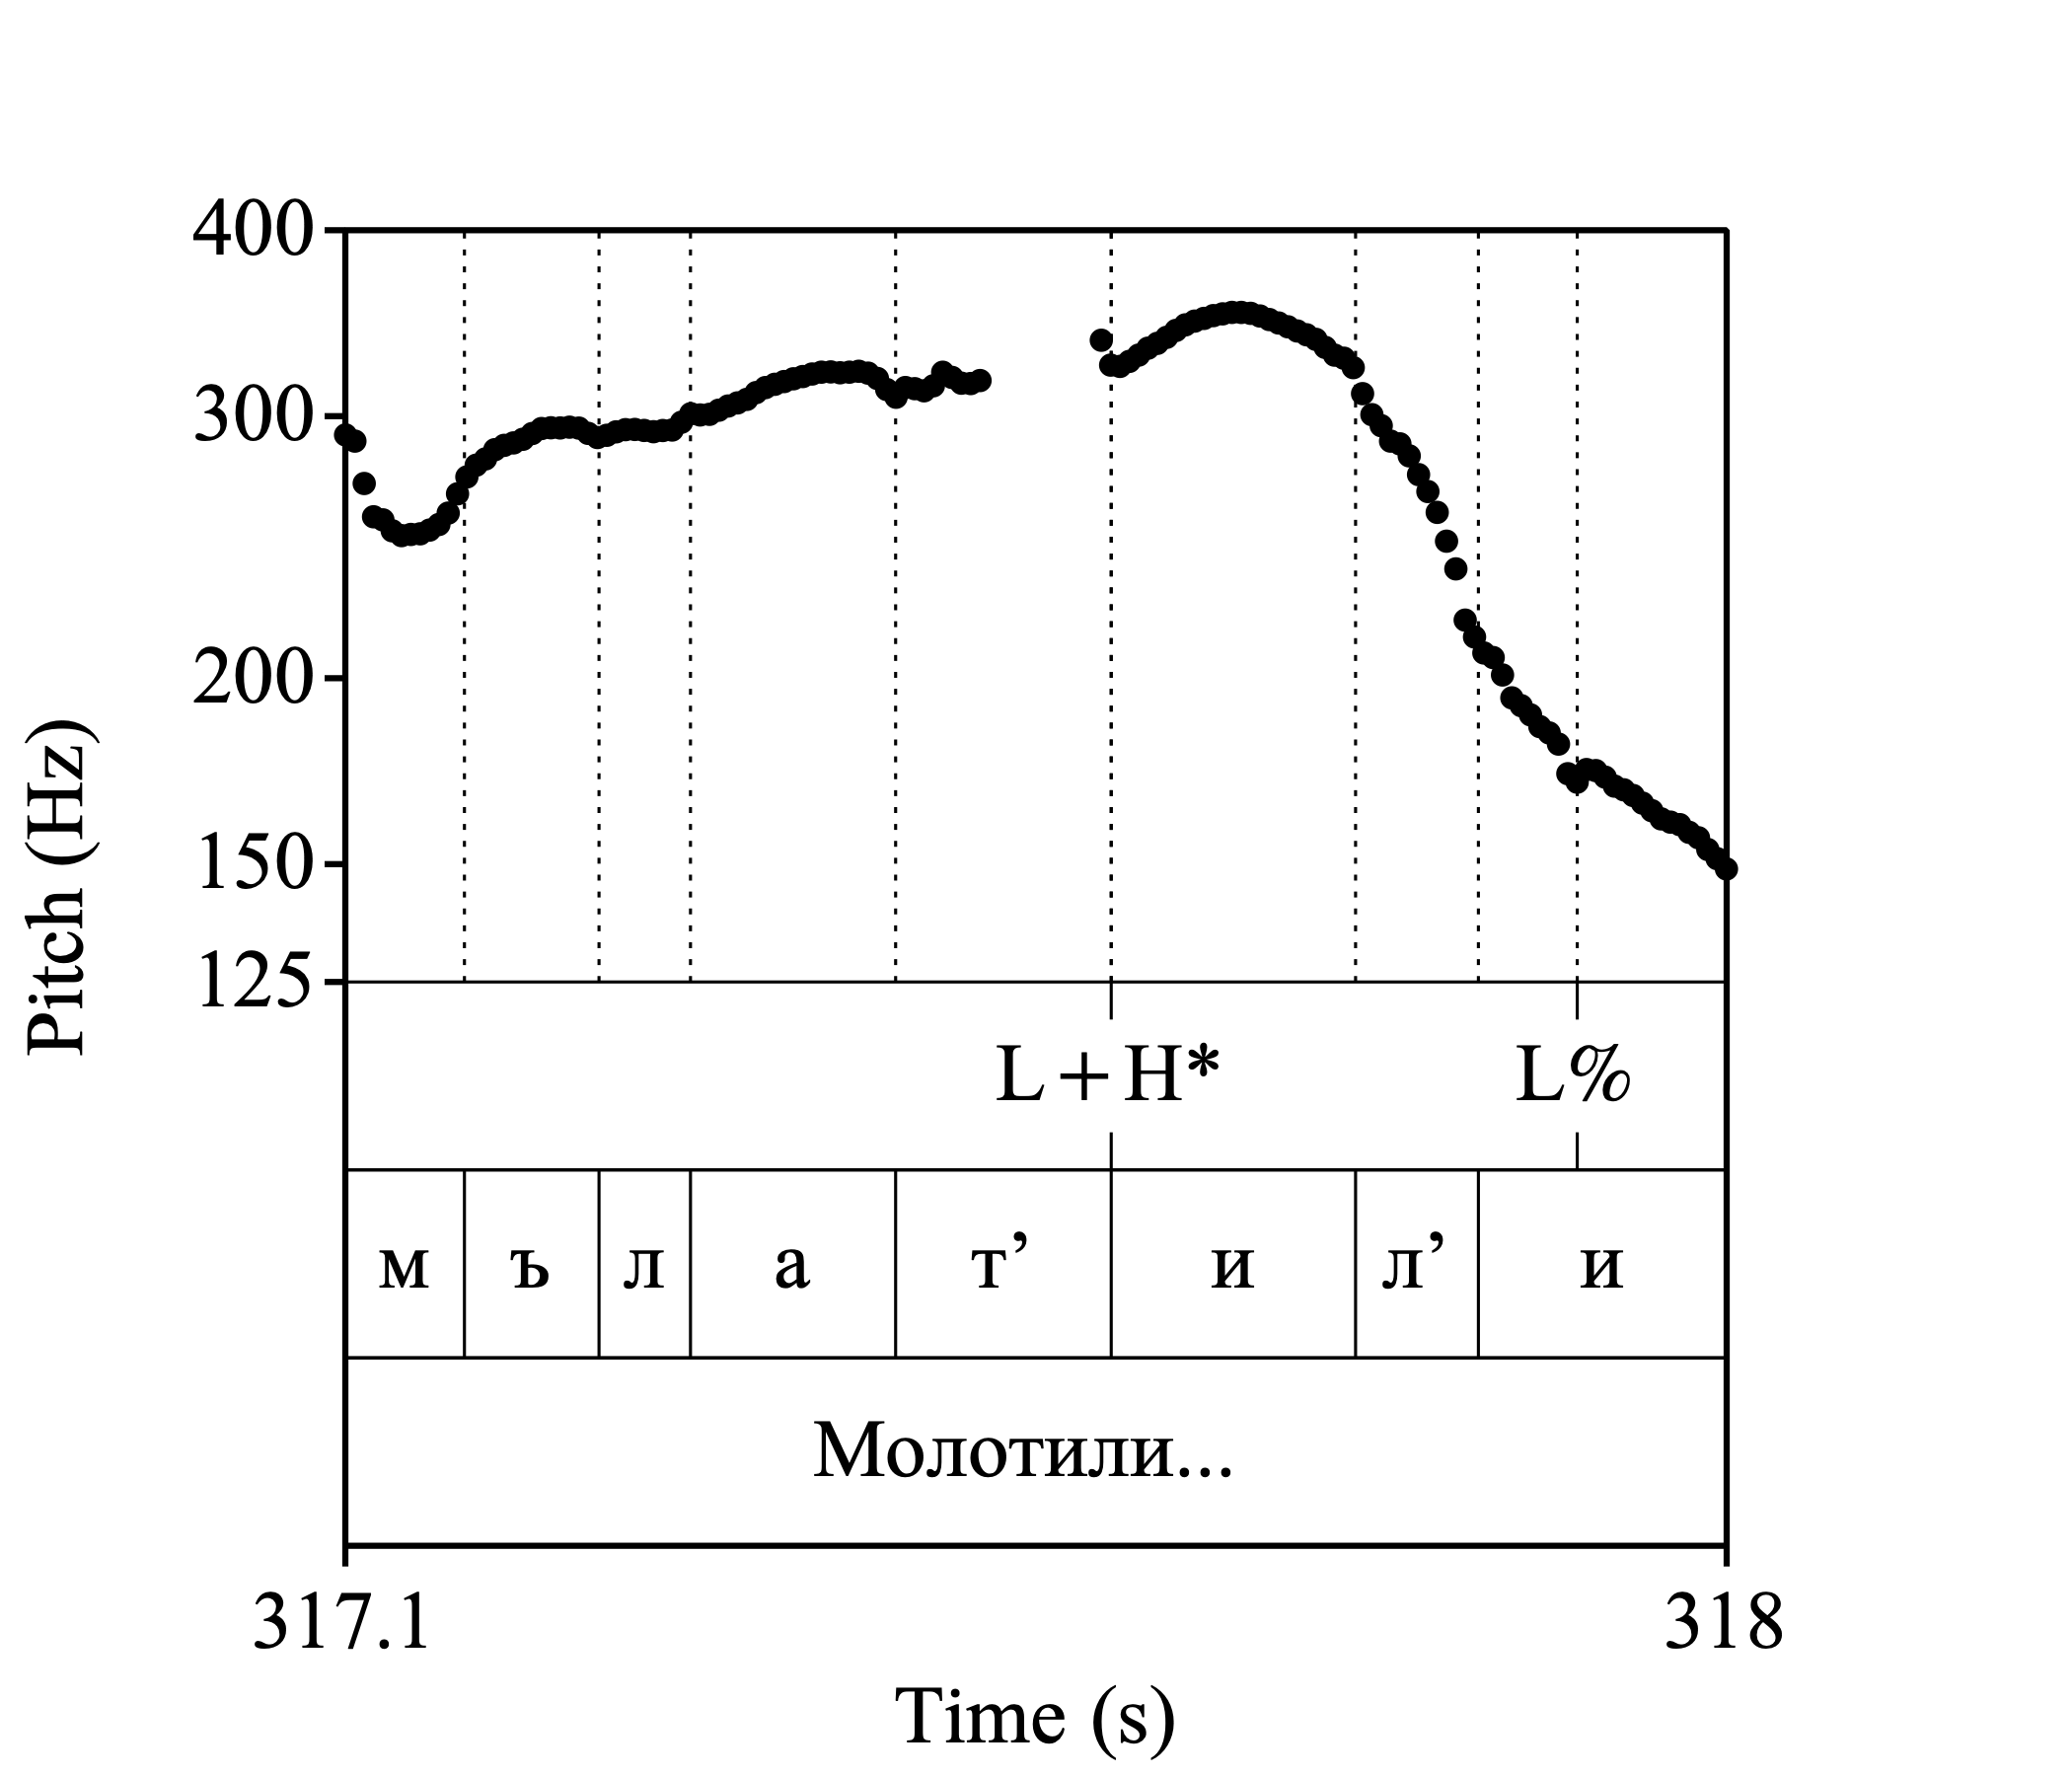 400
300
200
150
125
Pitch (Hz)
L+H* L%
м ъ л а т’ и л’ и
Молотили...
317.1 318
Time (s)